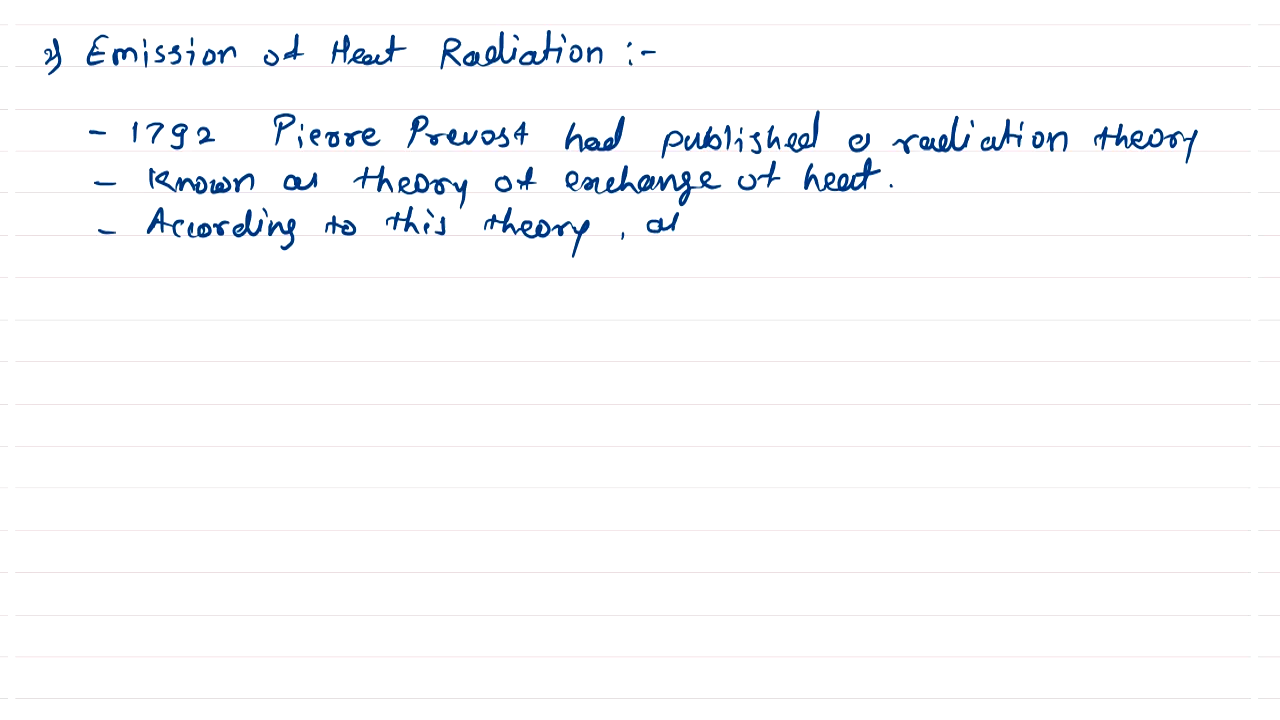 2) Emission of Heat Radiation :-
- 1792 Pierre Prevost had published a radiation theory
- Known as theory of exchange of heat.
- According to this theory, al